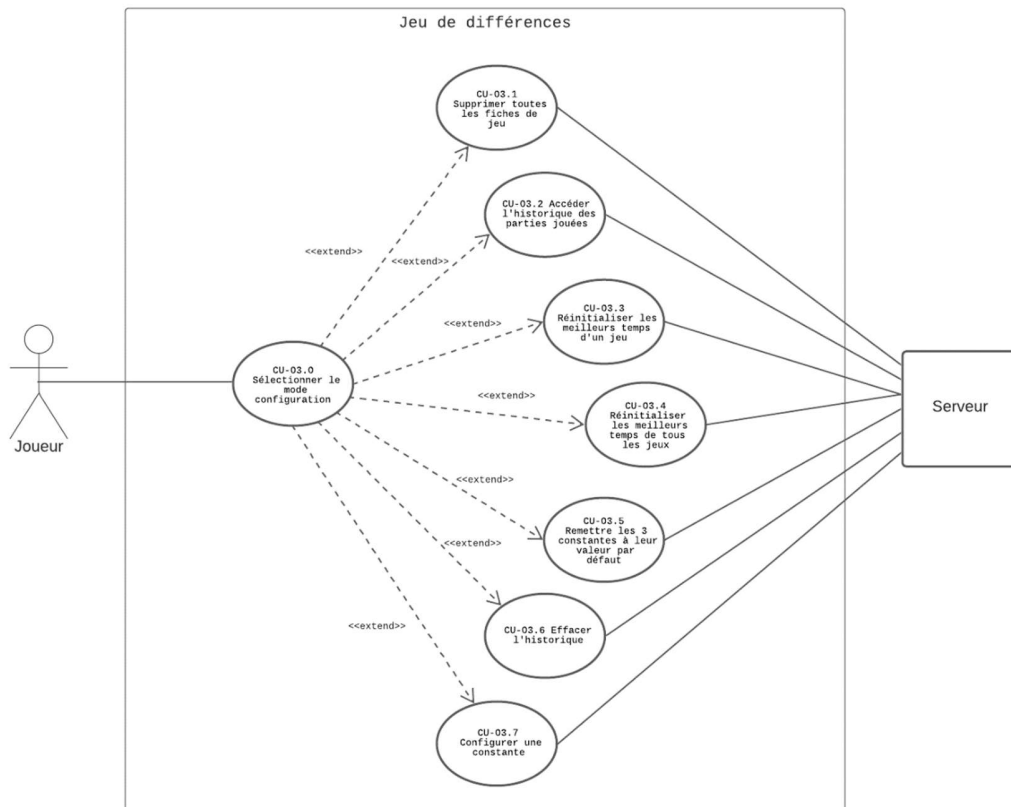 Jeu de différences
CU-03.1
Supprimer toutes
les fiches de
jeu
CU-03.2 Accéder
l'historique des
parties jouées
<<extend>>
<<extend>>
CU-03.3
Réinitialiser les
meilleurs temps
d'un jeu
<<extend>>
CU-03.0
Sélectionner le
mode
configuration
<<extend>>
CU-03.4
Réinitialiser
les meilleurs
temps de tous
les jeux
Serveur
Joueur
<<extend>>
CU-03.5
Remettre les 3
constantes à leur
valeur par
défaut
<<extend>>
CU-03.6 Effacer
l'historique
<<extend>>
CU-03.7
Configurer une
constante